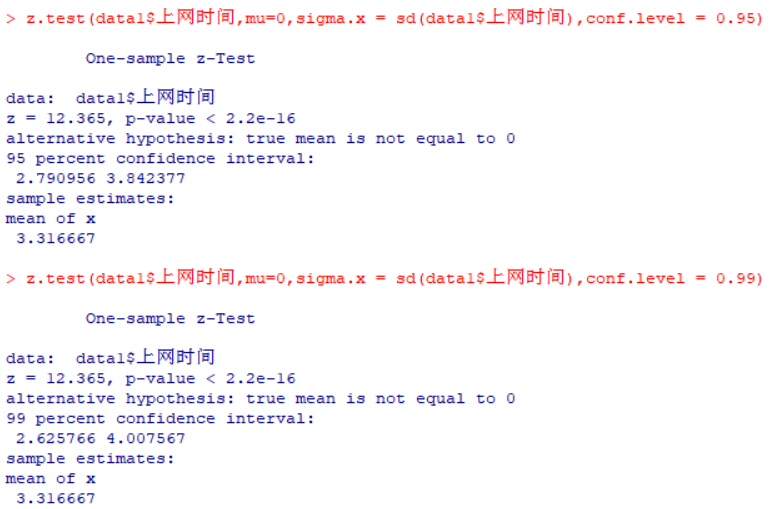 > z.test(data1$上网时间,mu=0,sigma.x = sd(data1$上网时间),conf.level = 0.95)
One-sample z-Test
data:  data1$上网时间
z = 12.365, p-value < 2.2e-16
alternative hypothesis: true mean is not equal to 0
95 percent confidence interval:
2.790956 3.842377
sample estimates:
mean of x
3.316667
> z.test(data1$上网时间,mu=0,sigma.x = sd(data1$上网时间),conf.level = 0.99)
One-sample z-Test
data:  data1$上网时间
z = 12.365, p-value < 2.2e-16
alternative hypothesis: true mean is not equal to 0
99 percent confidence interval:
2.625766 4.007567
sample estimates:
mean of x
3.316667